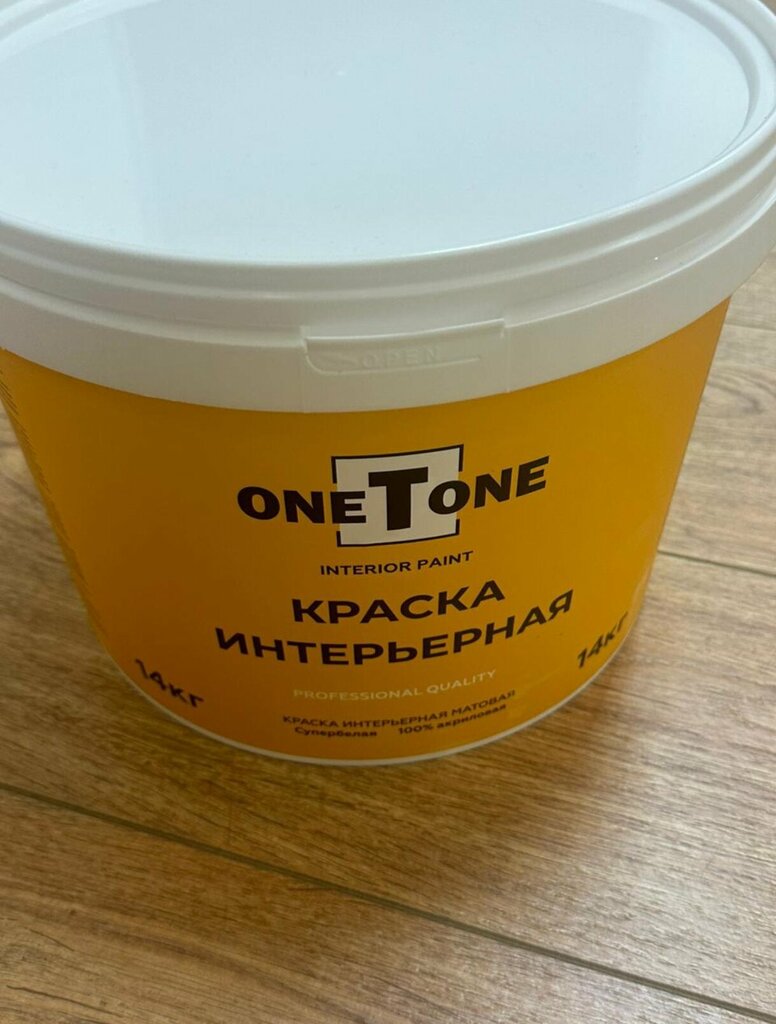 OPEN
ONETONE
INTERIOR PAINT
КРАСКА
ИНТЕРЬЕРНАЯ
14кг
14кг
PROFESSIONAL QUALITY
КРАСКА ИНТЕРЬЕРНАЯ МАТОВАЯ
Супербелая 100% акриловая